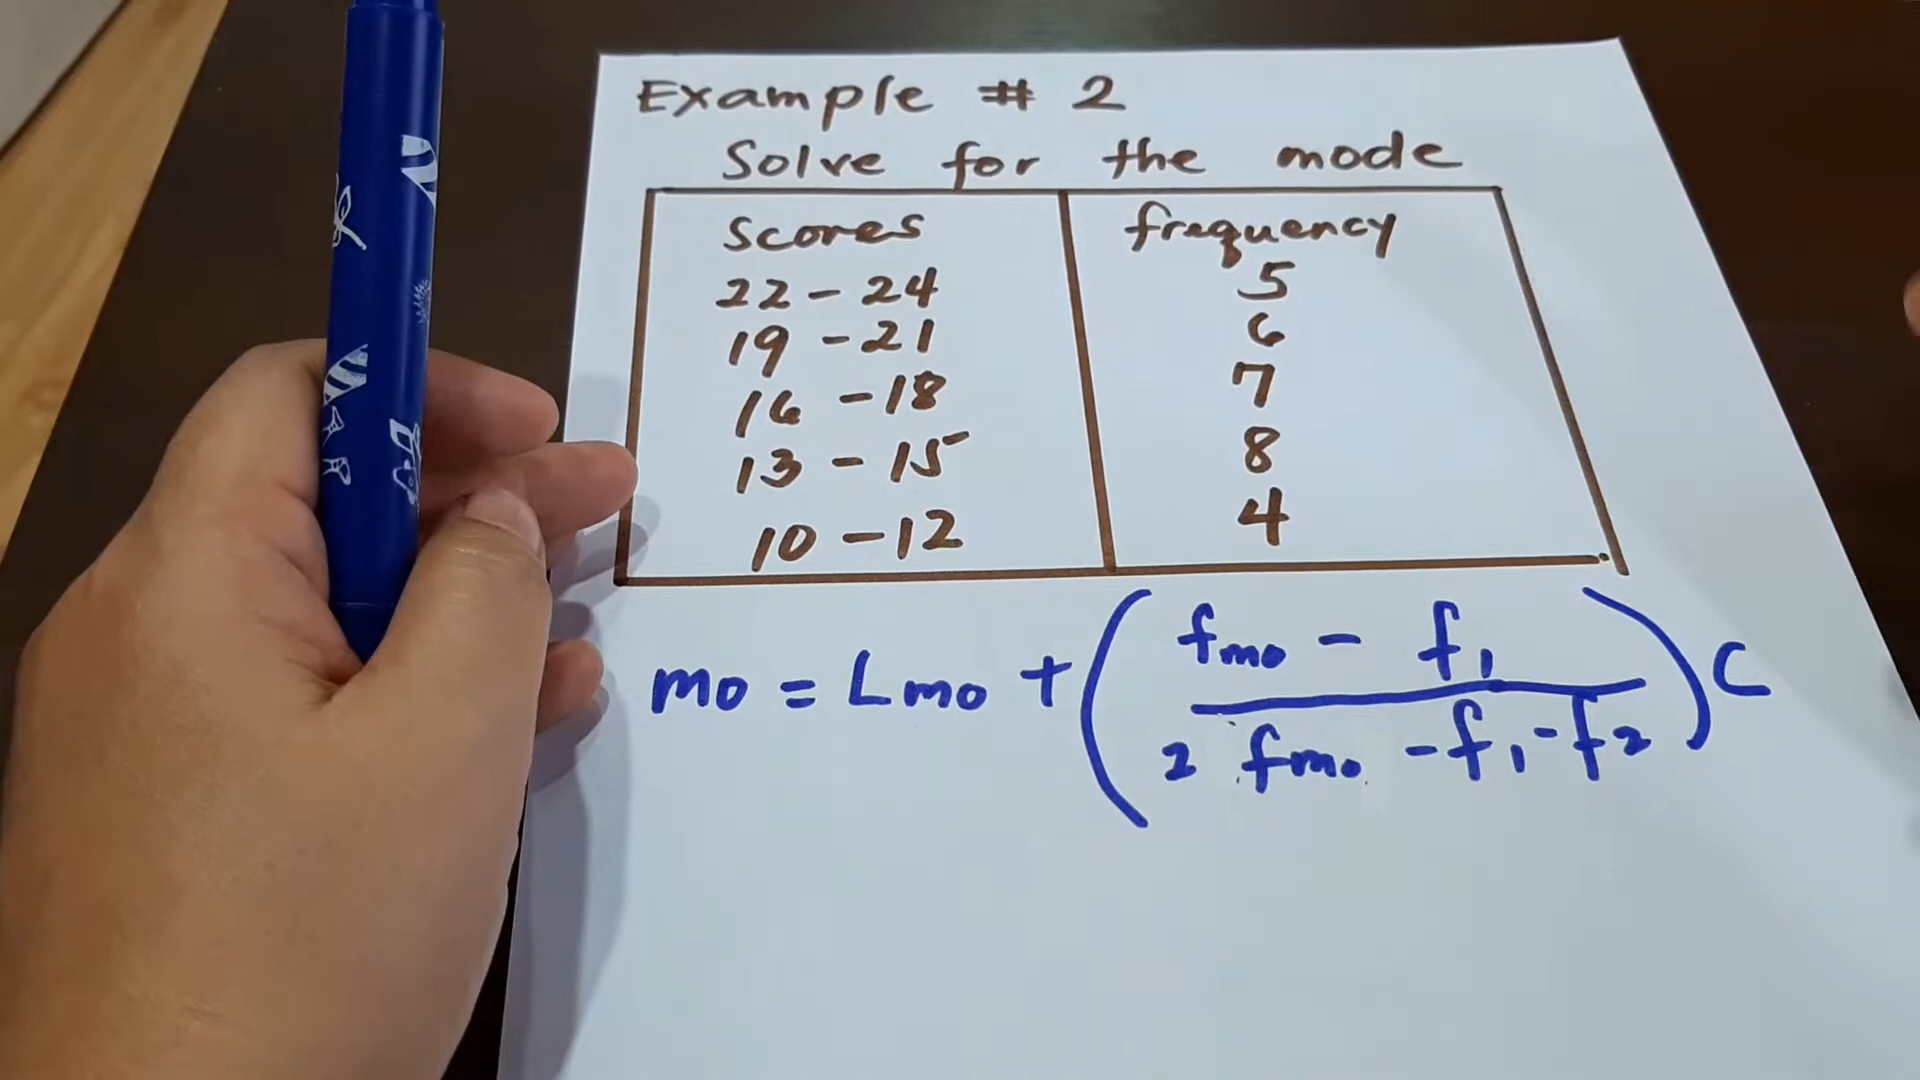 Example # 2
Solve for the mode
Scores frequency
22 - 24 5
19 - 21 6
16 - 18 7
13 - 15 8
10 - 12 4
mo = Lmo + ( fmo - f1 / 2 fmo - f1 - f2 ) C